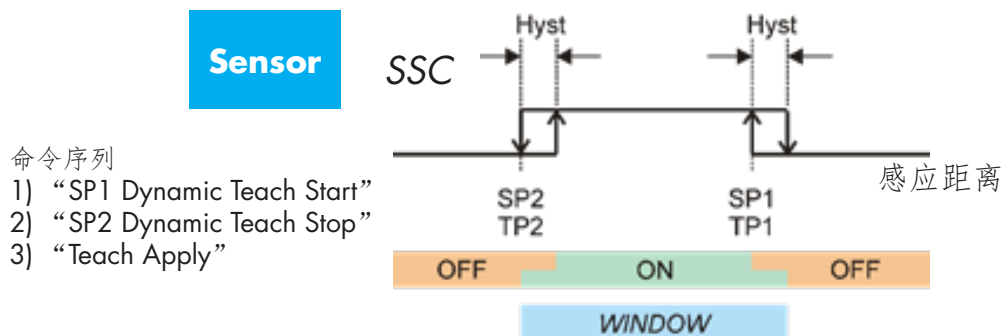 Hyst
Hyst
Sensor
SSC
命令序列
1) “SP1 Dynamic Teach Start”
2) “SP2 Dynamic Teach Stop”
3) “Teach Apply”
感应距离
SP2
TP2
SP1
TP1
OFF
ON
OFF
WINDOW